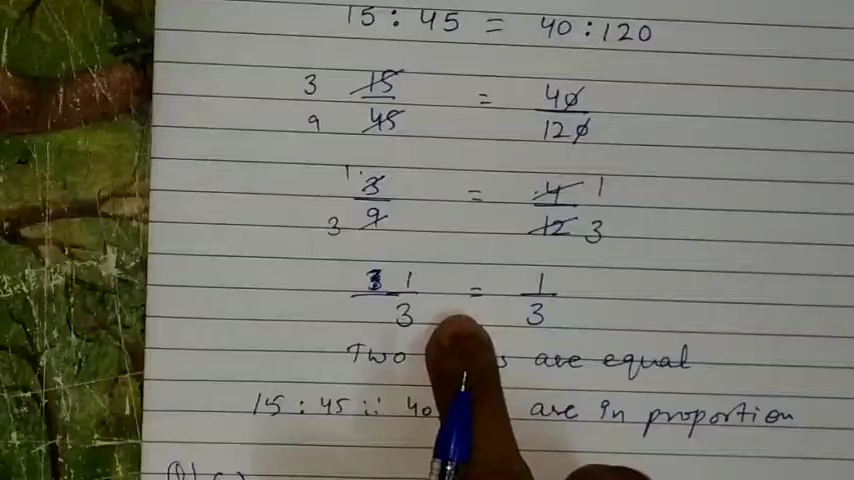 15 : 45 = 40 : 120
3 15/45 9 = 40/120
1 3/9 3 = 4/12 1 3
1/3 = 1/3
Two are equal
15 : 45 :: 40 are in proportion